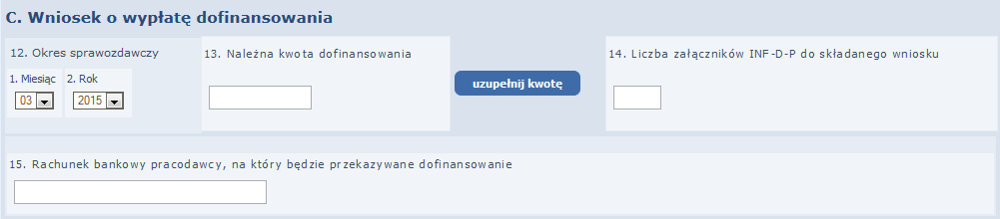 C. Wniosek o wypłatę dofinansowania
12. Okres sprawozdawczy
1. Miesiąc 2. Rok
03 2015
13. Należna kwota dofinansowania
uzupełnij kwotę
14. Liczba załączników INF-D-P do składanego wniosku
15. Rachunek bankowy pracodawcy, na który będzie przekazywane dofinansowanie